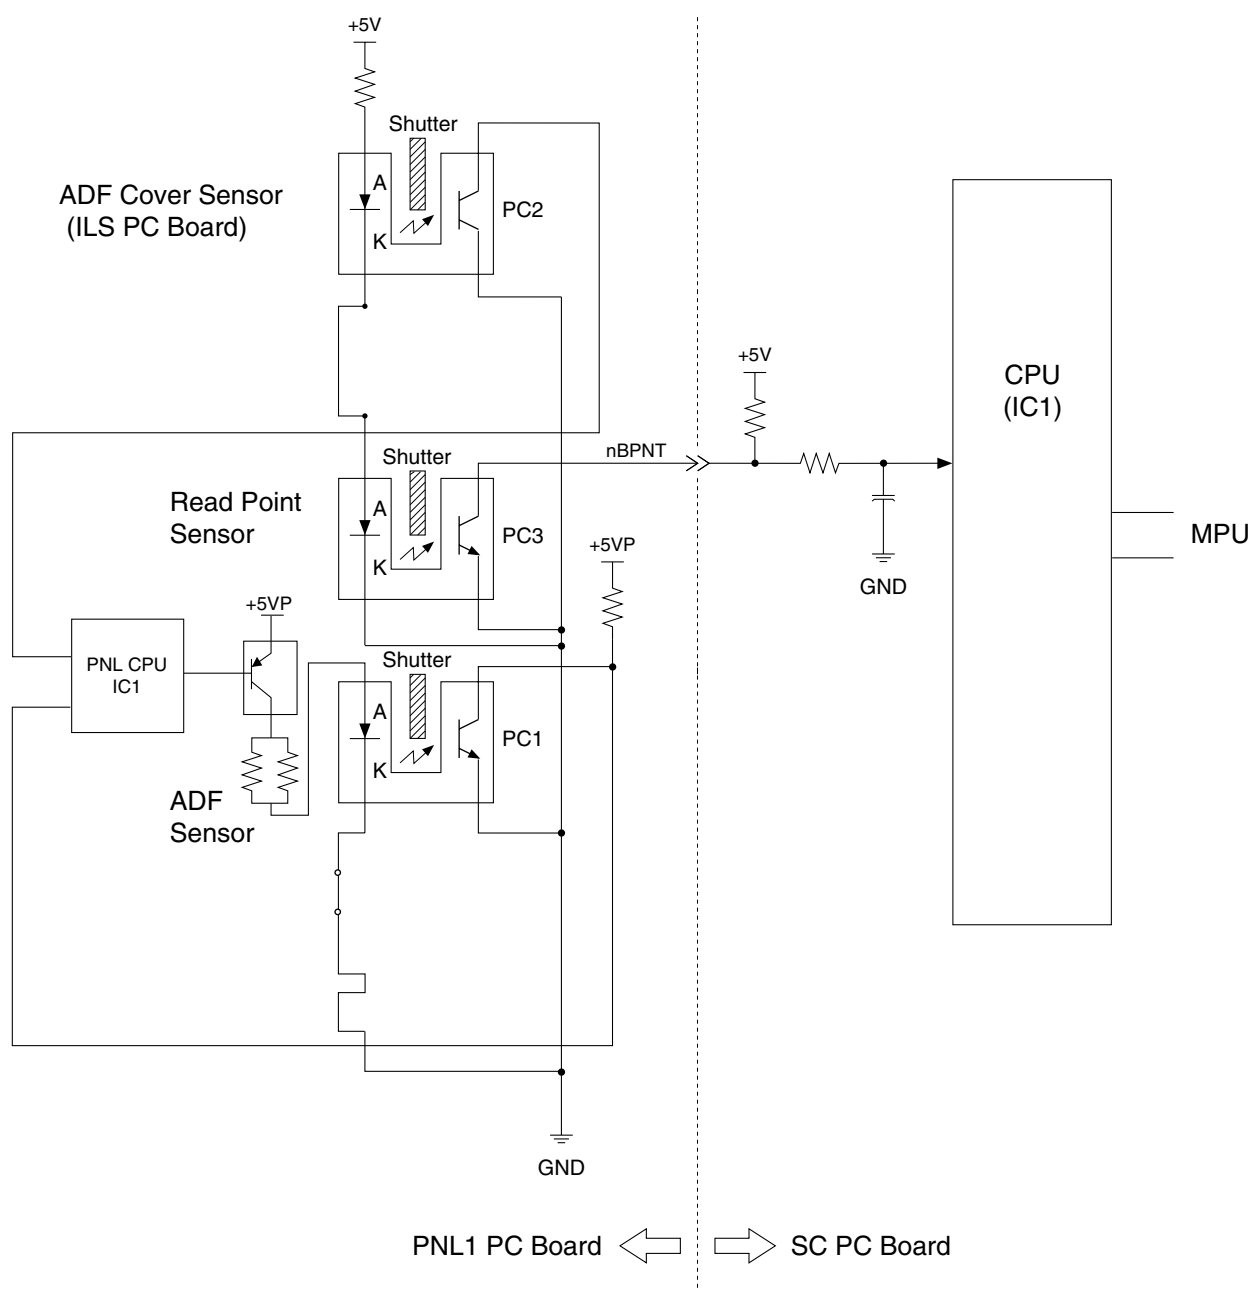 +5V
Shutter
A
ADF Cover Sensor
(ILS PC Board)
PC2
K
+5V
CPU
(IC1)
nBPNT
Shutter
Read Point
Sensor
A
PC3
K
+5VP
MPU
GND
+5VP
PNL CPU
IC1
Shutter
A
PC1
K
ADF
Sensor
GND
PNL1 PC Board
SC PC Board